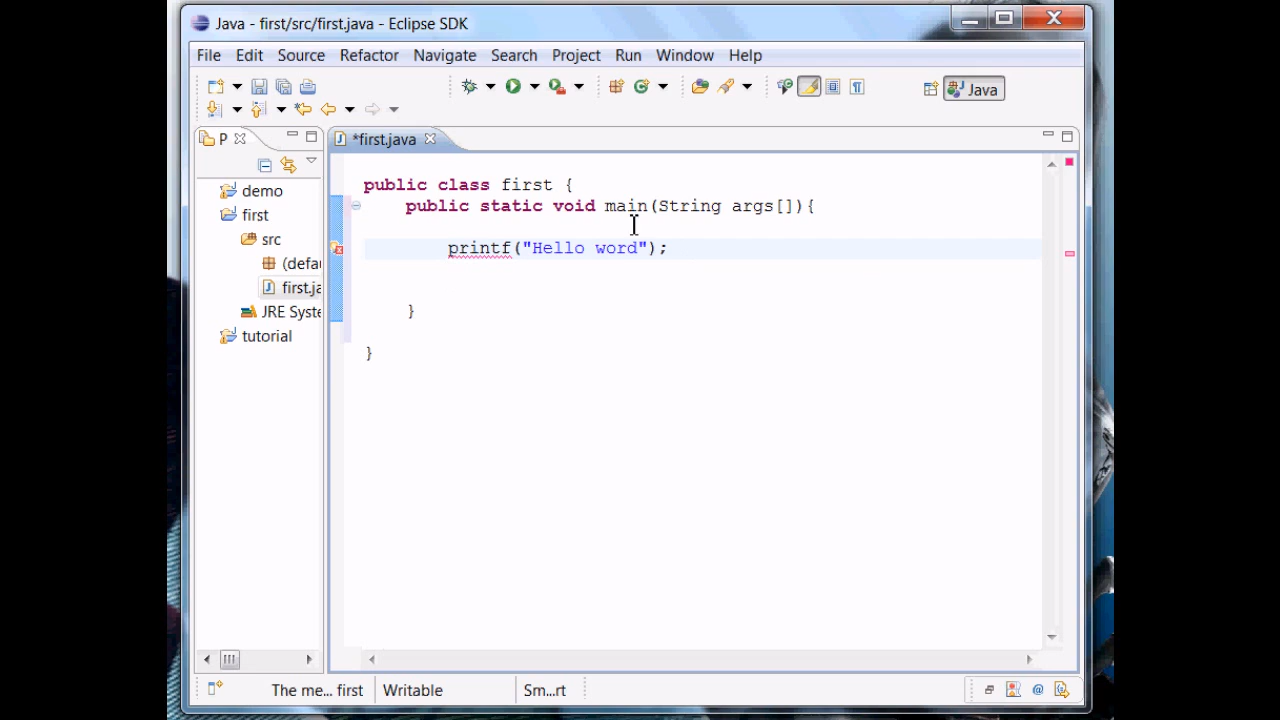 Java - first/src/first.java - Eclipse SDK
File Edit Source Refactor Navigate Search Project Run Window Help
Java
P
*first.java
demo
first
src
(defau
first.ja
JRE Syste
tutorial
public class first {
public static void main(String args[]){
printf("Hello word");
}
}
The me... first
Writable
Sm...rt